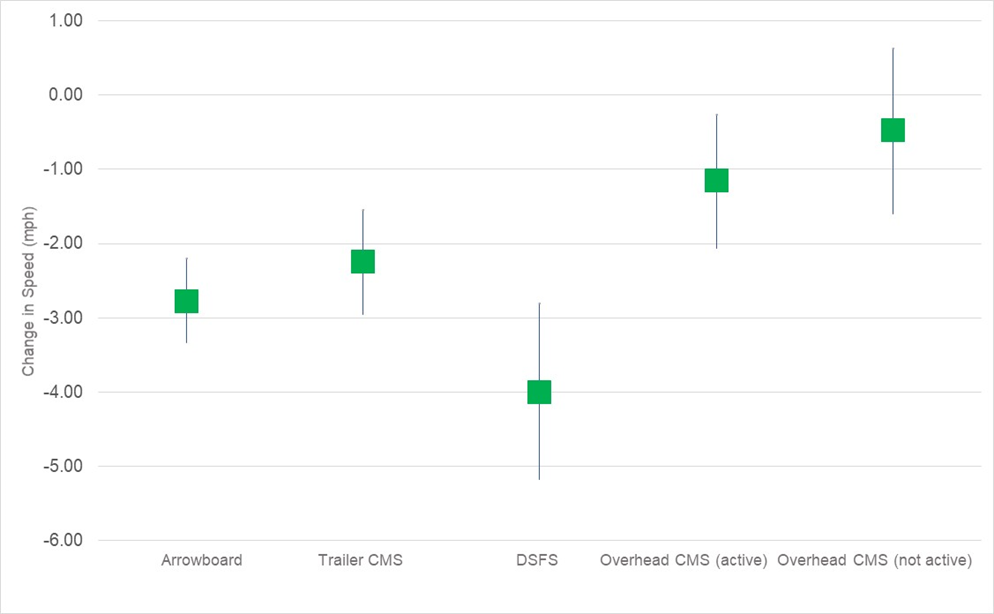 1.00
0.00
-1.00
-2.00
-3.00
-4.00
-5.00
-6.00
Change in Speed (mph)
Arrowboard
Trailer CMS
DSFS
Overhead CMS (active)
Overhead CMS (not active)